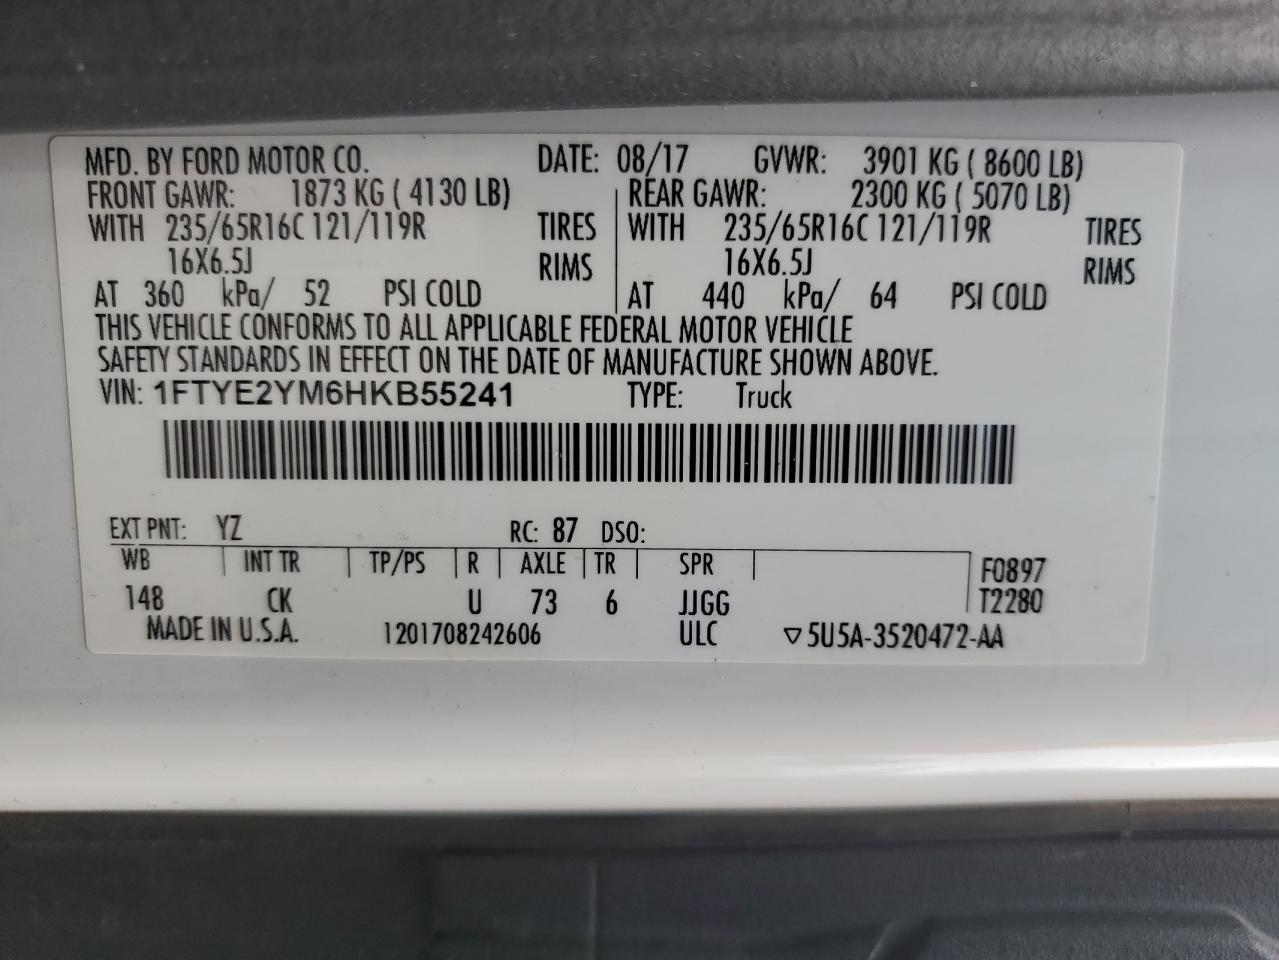 MFD. BY FORD MOTOR CO. DATE: 08/17 GVWR: 3901 KG ( 8600 LB)
FRONT GAWR: 1873 KG ( 4130 LB) REAR GAWR: 2300 KG ( 5070 LB)
WITH 235/65R16C 121/119R TIRES WITH 235/65R16C 121/119R TIRES
16X6.5J RIMS 16X6.5J RIMS
AT 360 kPa/ 52 PSI COLD AT 440 kPa/ 64 PSI COLD
THIS VEHICLE CONFORMS TO ALL APPLICABLE FEDERAL MOTOR VEHICLE
SAFETY STANDARDS IN EFFECT ON THE DATE OF MANUFACTURE SHOWN ABOVE.
VIN: 1FTYE2YM6HKB55241 TYPE: Truck
EXT PNT: YZ RC: 87 DSO:
WB INT TR TP/PS R AXLE TR SPR F0897
148 CK U 73 6 JJGG T2280
MADE IN U.S.A. 1201708242606 ULC ▽5U5A-3520472-AA